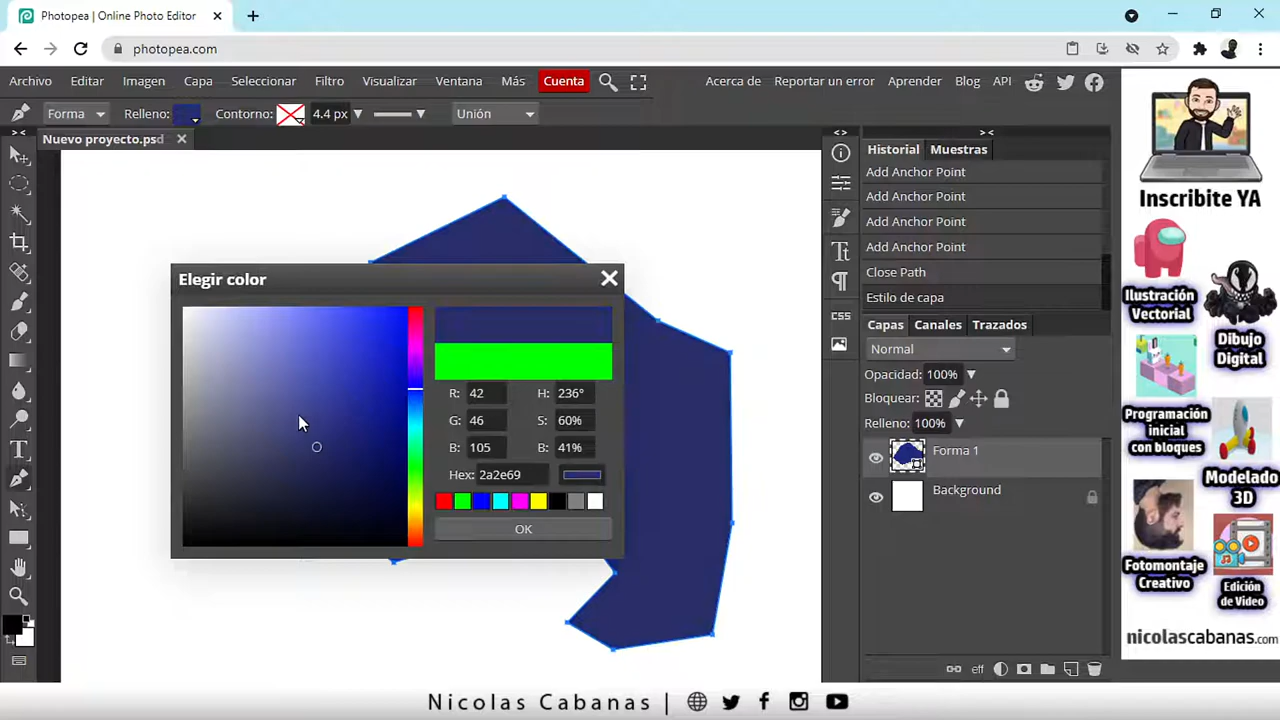 Photopea | Online Photo Editor
photopea.com
Archivo Editar Imagen Capa Seleccionar Filtro Visualizar Ventana Más Cuenta Acerca de Reportar un error Aprender Blog API
Forma Relleno: Contorno: 4.4 px Unión
Nuevo proyecto.psd
Historial Muestras
Add Anchor Point
Add Anchor Point
Add Anchor Point
Add Anchor Point
Close Path
Estilo de capa
Capas Canales Trazados
Normal
Opacidad: 100%
Bloquear:
Relleno: 100%
Forma 1
Background
eff
CSS
Elegir color
R: 42 H: 236°
G: 46 S: 60%
B: 105 B: 41%
Hex: 2a2e69
OK
Inscribite YA
Ilustración
Vectorial
Dibujo
Digital
Programación
inicial
con bloques
Modelado
3D
Fotomontaje
Creativo
Edición
de Video
nicolascabanas.com
Nicolas Cabanas |